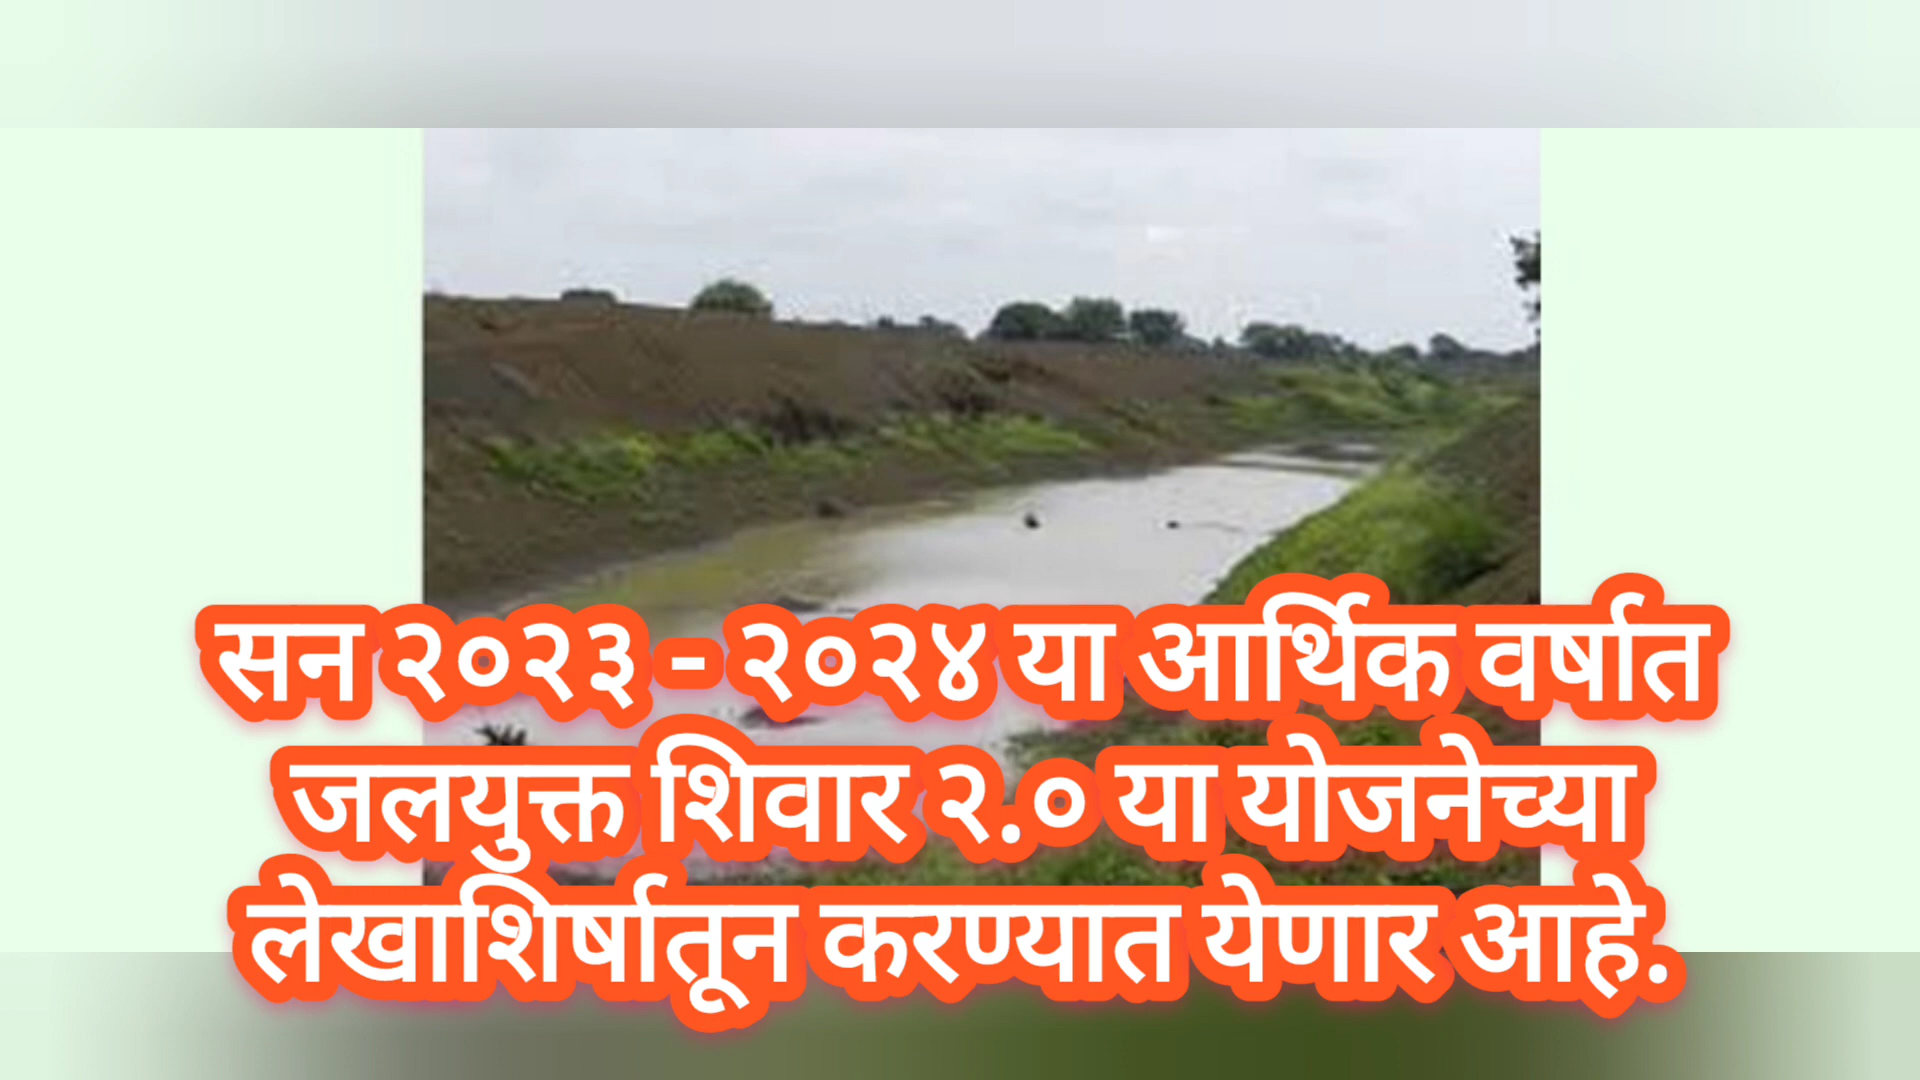 सन २०२३ - २०२४ या आर्थिक वर्षात
जलयुक्त शिवार २.० या योजनेच्या
लेखाशिर्षातून करण्यात येणार आहे.